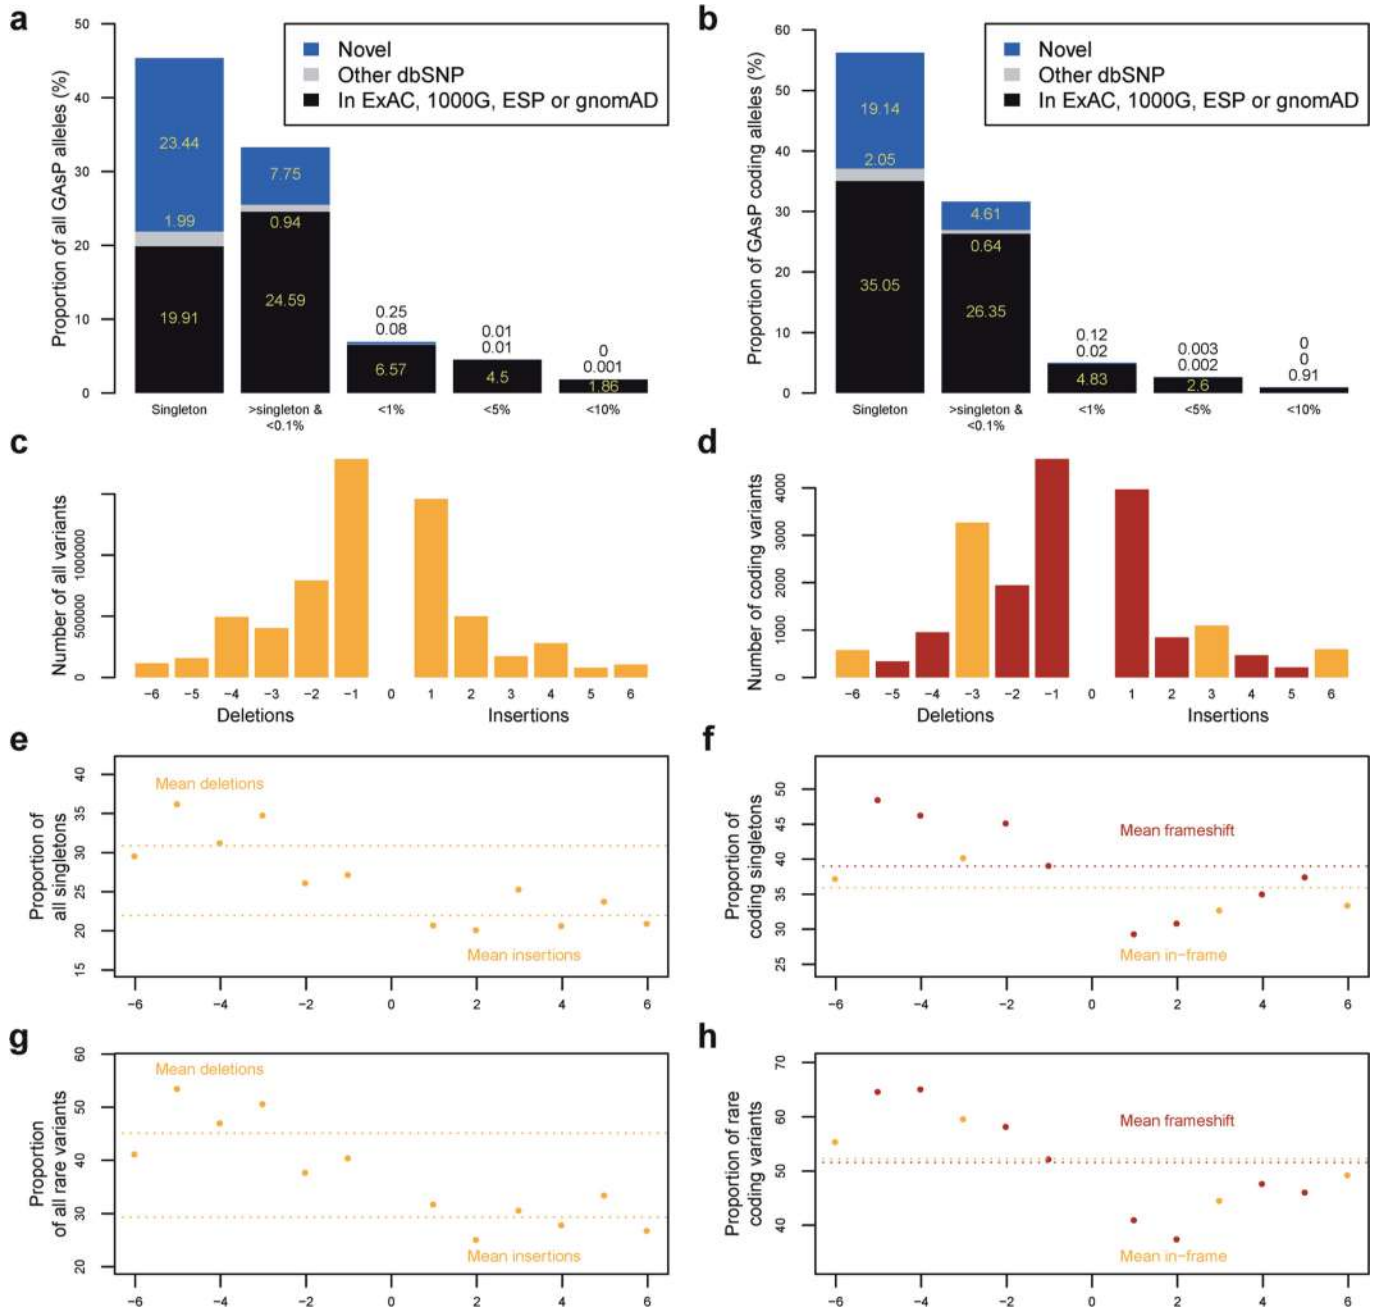 a
Proportion of all GAsP alleles (%)
50
40
30
20
10
0
Novel
Other dbSNP
In ExAC, 1000G, ESP or gnomAD
23.44
1.99
19.91
7.75
0.94
24.59
0.25
0.08
6.57
0.01
0.01
4.5
0
0.001
1.86
Singleton
>singleton &
<0.1%
<1%
<5%
<10%
b
Proportion of GAsP coding alleles (%)
60
50
40
30
20
10
0
Novel
Other dbSNP
In ExAC, 1000G, ESP or gnomAD
19.14
2.05
35.05
4.61
0.64
26.35
0.12
0.02
4.83
0.003
0.002
2.6
0
0
0.91
Singleton
>singleton &
<0.1%
<1%
<5%
<10%
c
Number of all variants
1000000
500000
0
−6 −5 −4 −3 −2 −1 0 1 2 3 4 5 6
Deletions Insertions
d
Number of coding variants
4000
3000
2000
1000
0
−6 −5 −4 −3 −2 −1 0 1 2 3 4 5 6
Deletions Insertions
e
Proportion of
all singletons
40
35
30
25
20
15
Mean deletions
Mean insertions
−6 −4 −2 0 2 4 6
f
Proportion of
coding singletons
50
45
40
35
30
25
Mean frameshift
Mean in−frame
−6 −4 −2 0 2 4 6
g
Proportion
of all rare variants
60
50
40
30
20
Mean deletions
Mean insertions
−6 −4 −2 0 2 4 6
h
Proportion of rare
coding variants
70
60
50
40
Mean frameshift
Mean in−frame
−6 −4 −2 0 2 4 6